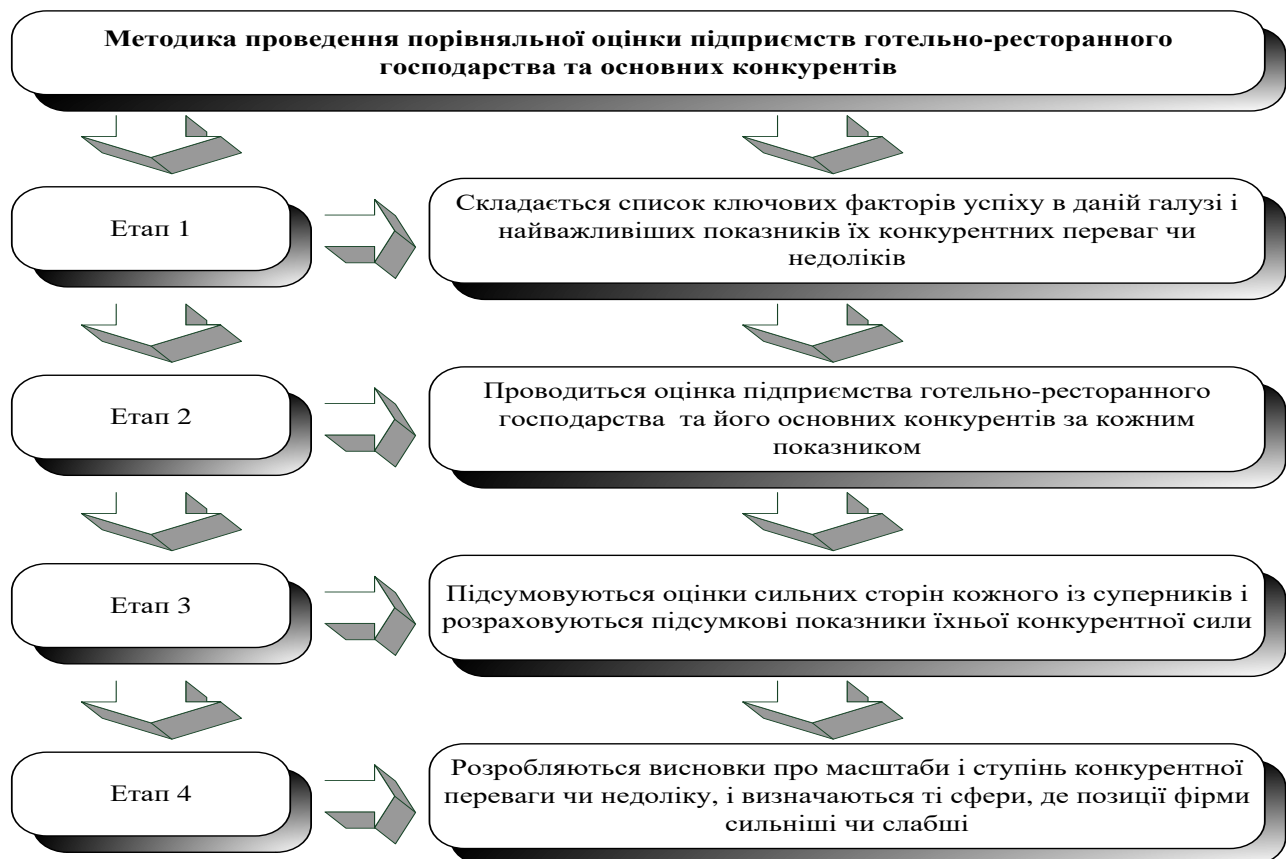 Методика проведення порівняльної оцінки підприємств готельно-ресторанного
господарства та основних конкурентів
Етап 1
Складається список ключових факторів успіху в даній галузі і
найважливіших показників їх конкурентних переваг чи
недоліків
Етап 2
Проводиться оцінка підприємства готельно-ресторанного
господарства та його основних конкурентів за кожним
показником
Етап 3
Підсумовуються оцінки сильних сторін кожного із суперників і
розраховуються підсумкові показники їхньої конкурентної сили
Етап 4
Розробляються висновки про масштаби і ступінь конкурентної
переваги чи недоліку, і визначаються ті сфери, де позиції фірми
сильніші чи слабші